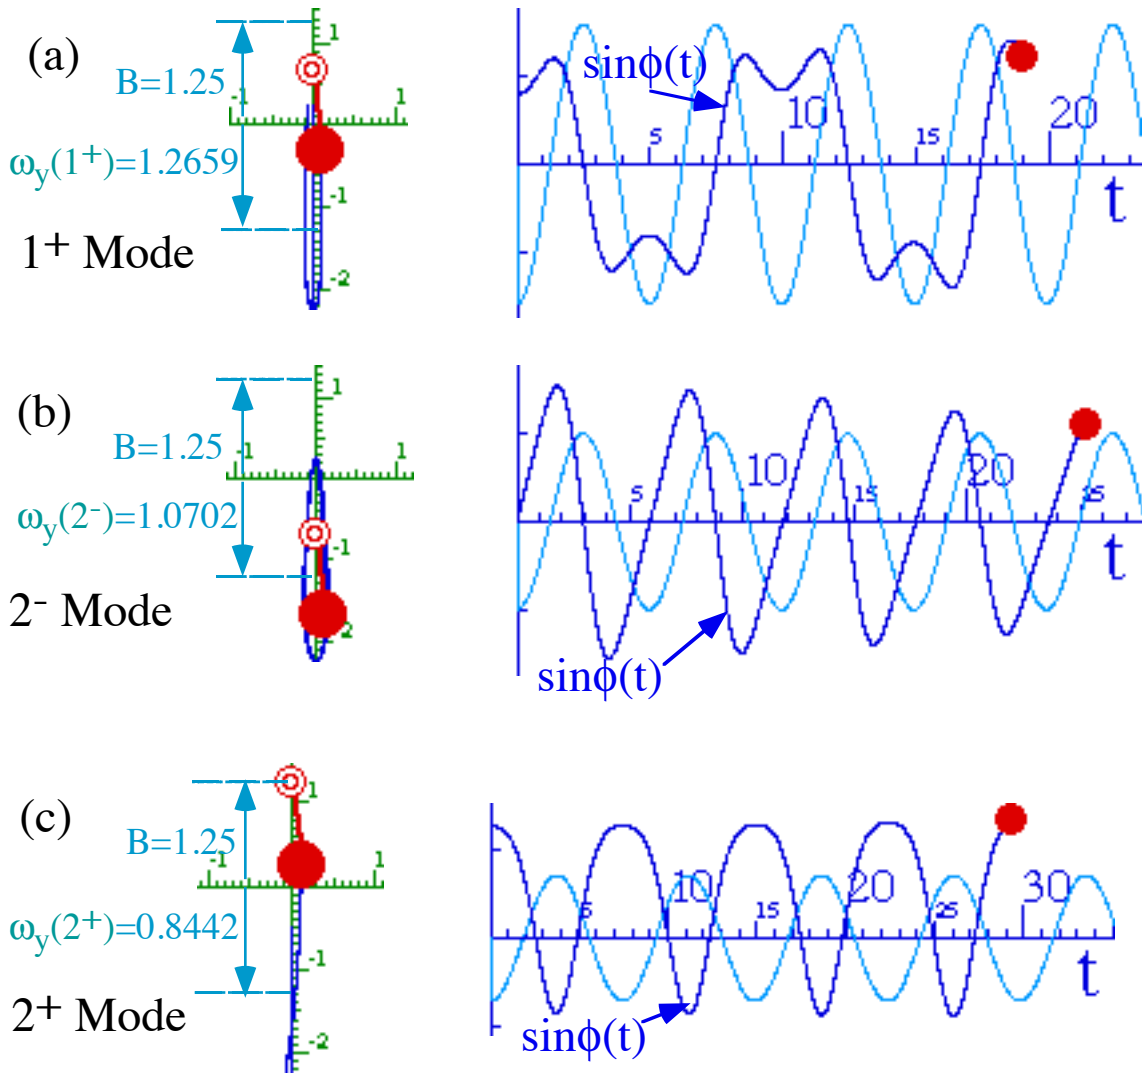 (a)
B=1.25
ωy(1+)=1.2659
1+ Mode
-1
1
1
-1
-2
sinφ(t)
5
10
15
20
t
(b)
B=1.25
ωy(2-)=1.0702
2- Mode
-1
1
1
-1
-2
5
10
15
20
25
t
sinφ(t)
(c)
B=1.25
ωy(2+)=0.8442
2+ Mode
-1
1
1
-1
-2
5
10
15
20
25
30
t
sinφ(t)